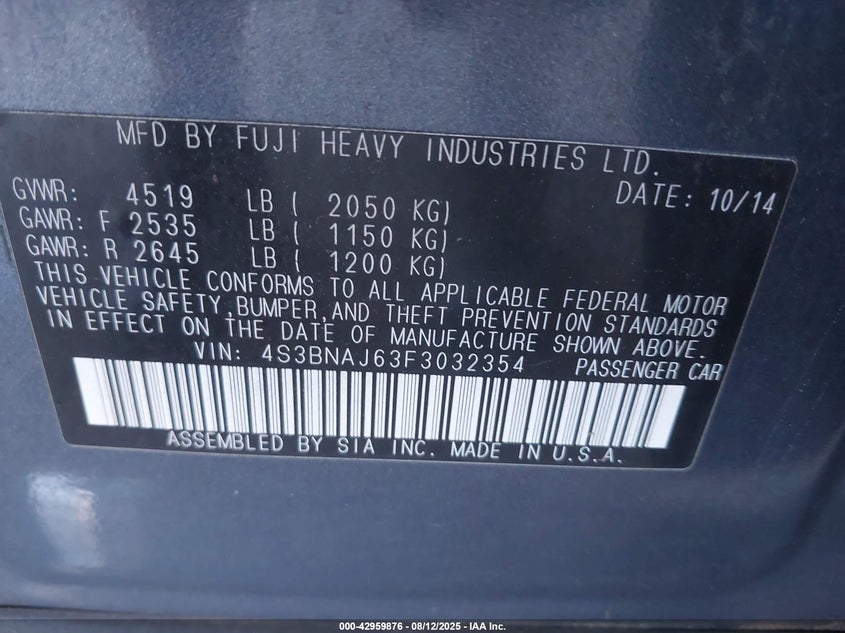 MFD BY FUJI HEAVY INDUSTRIES LTD.
GVWR: 4519 LB ( 2050 KG) DATE: 10/14
GAWR: F 2535 LB ( 1150 KG)
GAWR: R 2645 LB ( 1200 KG)
THIS VEHICLE CONFORMS TO ALL APPLICABLE FEDERAL MOTOR
VEHICLE SAFETY,BUMPER,AND THEFT PREVENTION STANDARDS
IN EFFECT ON THE DATE OF MANUFACTURE SHOWN ABOVE.
VIN: 4S3BNAJ63F3032354 PASSENGER CAR
ASSEMBLED BY SIA INC. MADE IN U.S.A.
000-42959876 - 08/12/2025 - IAA Inc.